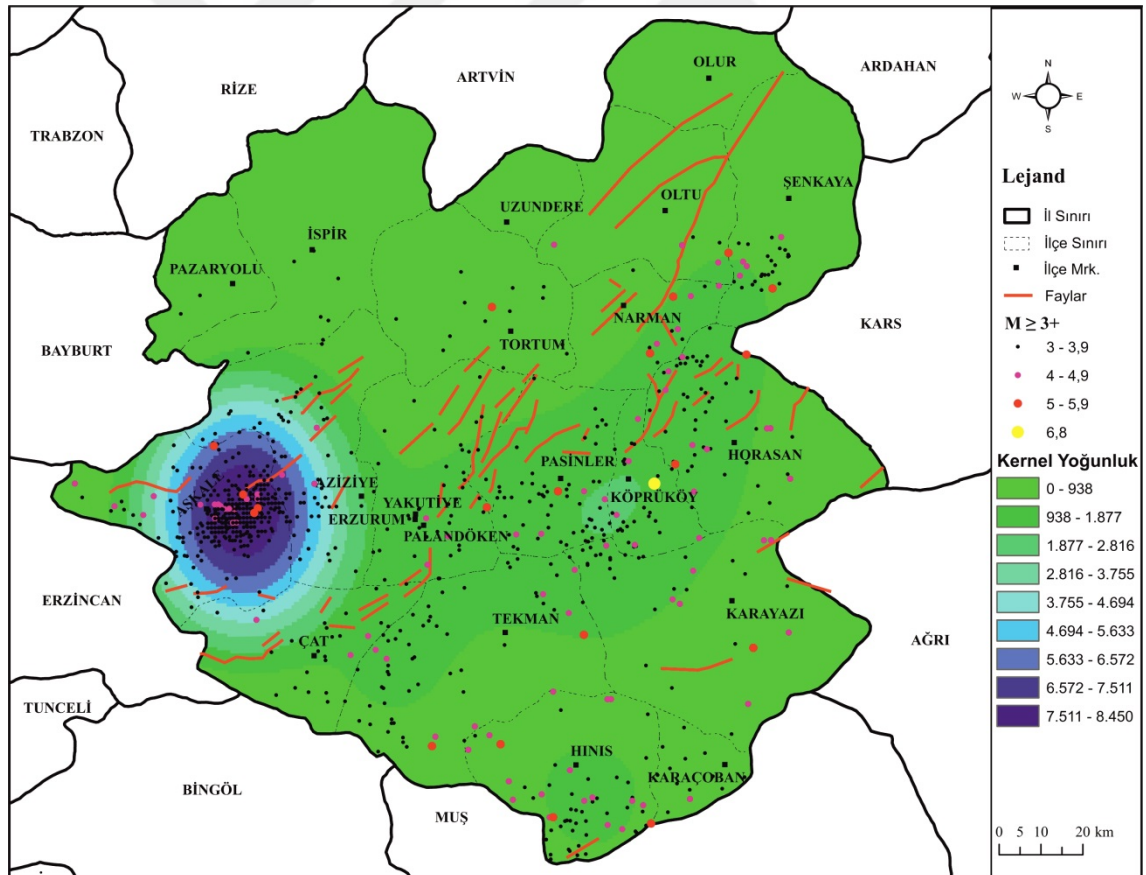 OLUR
ARDAHAN
ARTVİN
RİZE
TRABZON
ŞENKAYA
OLTU
UZUNDERE
İSPİR
PAZARYOLU
NARMAN
KARS
BAYBURT
TORTUM
HORASAN
PASİNLER
KÖPRÜKÖY
AŞKALE
AZİZİYE
YAKUTİYE
ERZURUM
PALANDÖKEN
ERZİNCAN
KARAYAZI
TEKMAN
AĞRI
ÇAT
TUNCELİ
HINIS
KARAÇOBAN
BİNGÖL
MUŞ
N
W E
S
Lejand
İl Sınırı
İlçe Sınırı
İlçe Mrk.
Faylar
M ≥ 3+
3 - 3,9
4 - 4,9
5 - 5,9
6,8
Kernel Yoğunluk
0 - 938
938 - 1.877
1.877 - 2.816
2.816 - 3.755
3.755 - 4.694
4.694 - 5.633
5.633 - 6.572
6.572 - 7.511
7.511 - 8.450
0 5 10 20 km